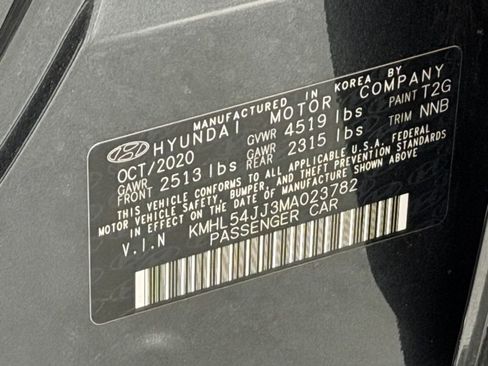 MANUFACTURED IN KOREA BY
HYUNDAI MOTOR COMPANY
OCT/2020 GVWR 4519 lbs PAINT T2G
GAWR FRONT 2513 lbs GAWR REAR 2315 lbs TRIM NNB
THIS VEHICLE CONFORMS TO ALL APPLICABLE U.S.A. FEDERAL
MOTOR VEHICLE SAFETY, BUMPER, AND THEFT PREVENTION STANDARDS
IN EFFECT ON THE DATE OF MANUFACTURE SHOWN ABOVE
V.I.N KMHL54JJ3MA023782
PASSENGER CAR